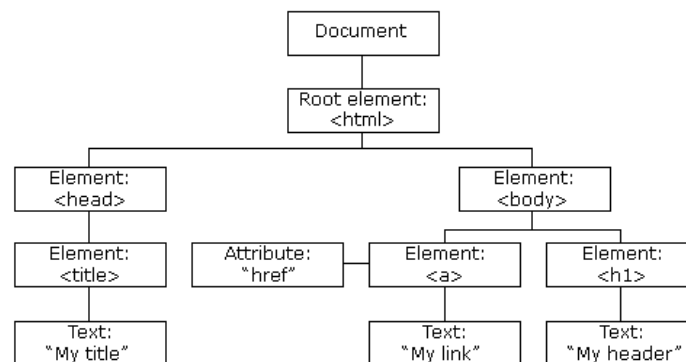 Document
Root element:
<html>
Element:
<head>
Element:
<body>
Element:
<title>
Attribute:
“href”
Element:
<a>
Element:
<h1>
Text:
“My title”
Text:
“My link”
Text:
“My header”